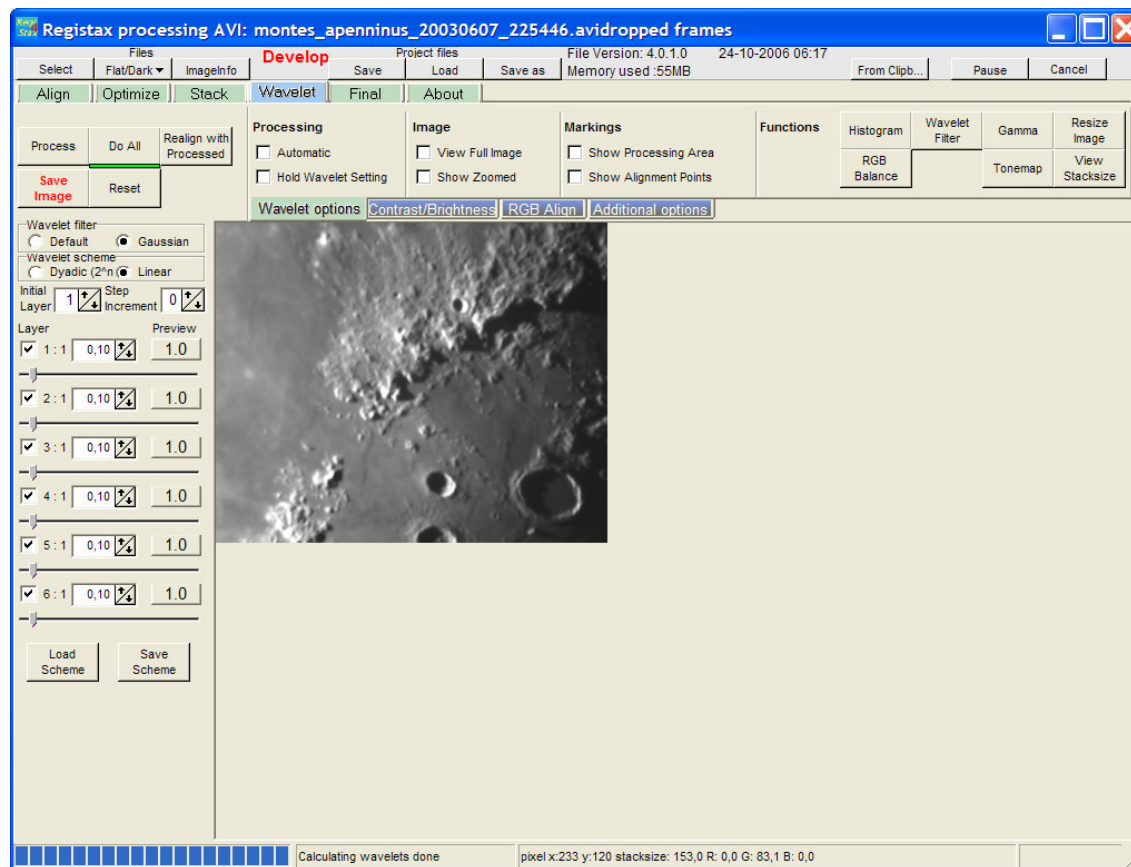 Registax processing AVI: montes_apenninus_20030607_225446.avidropped frames
Files Develop Project files File Version: 4.0.1.0 24-10-2006 06:17
Select Flat/Dark ImageInfo Save Load Save as Memory used :55MB From Clipb... Pause Cancel
Align Optimize Stack Wavelet Final About
Processing Image Markings Functions Histogram Wavelet Filter Gamma Resize Image
Process Do All Realign with Processed
Automatic View Full Image Show Processing Area
RGB Balance Tonemap View Stacksize
Save Image Reset Hold Wavelet Setting Show Zoomed Show Alignment Points
Wavelet options Contrast/Brightness RGB Align Additional options
Wavelet filter
Default Gaussian
Wavelet scheme
Dyadic (2^n Linear
Initial Layer 1 Step Increment 0
Layer Preview
1 : 1 0,10 1.0
2 : 1 0,10 1.0
3 : 1 0,10 1.0
4 : 1 0,10 1.0
5 : 1 0,10 1.0
6 : 1 0,10 1.0
Load Scheme Save Scheme
Calculating wavelets done pixel x:233 y:120 stacksize: 153,0 R: 0,0 G: 83,1 B: 0,0